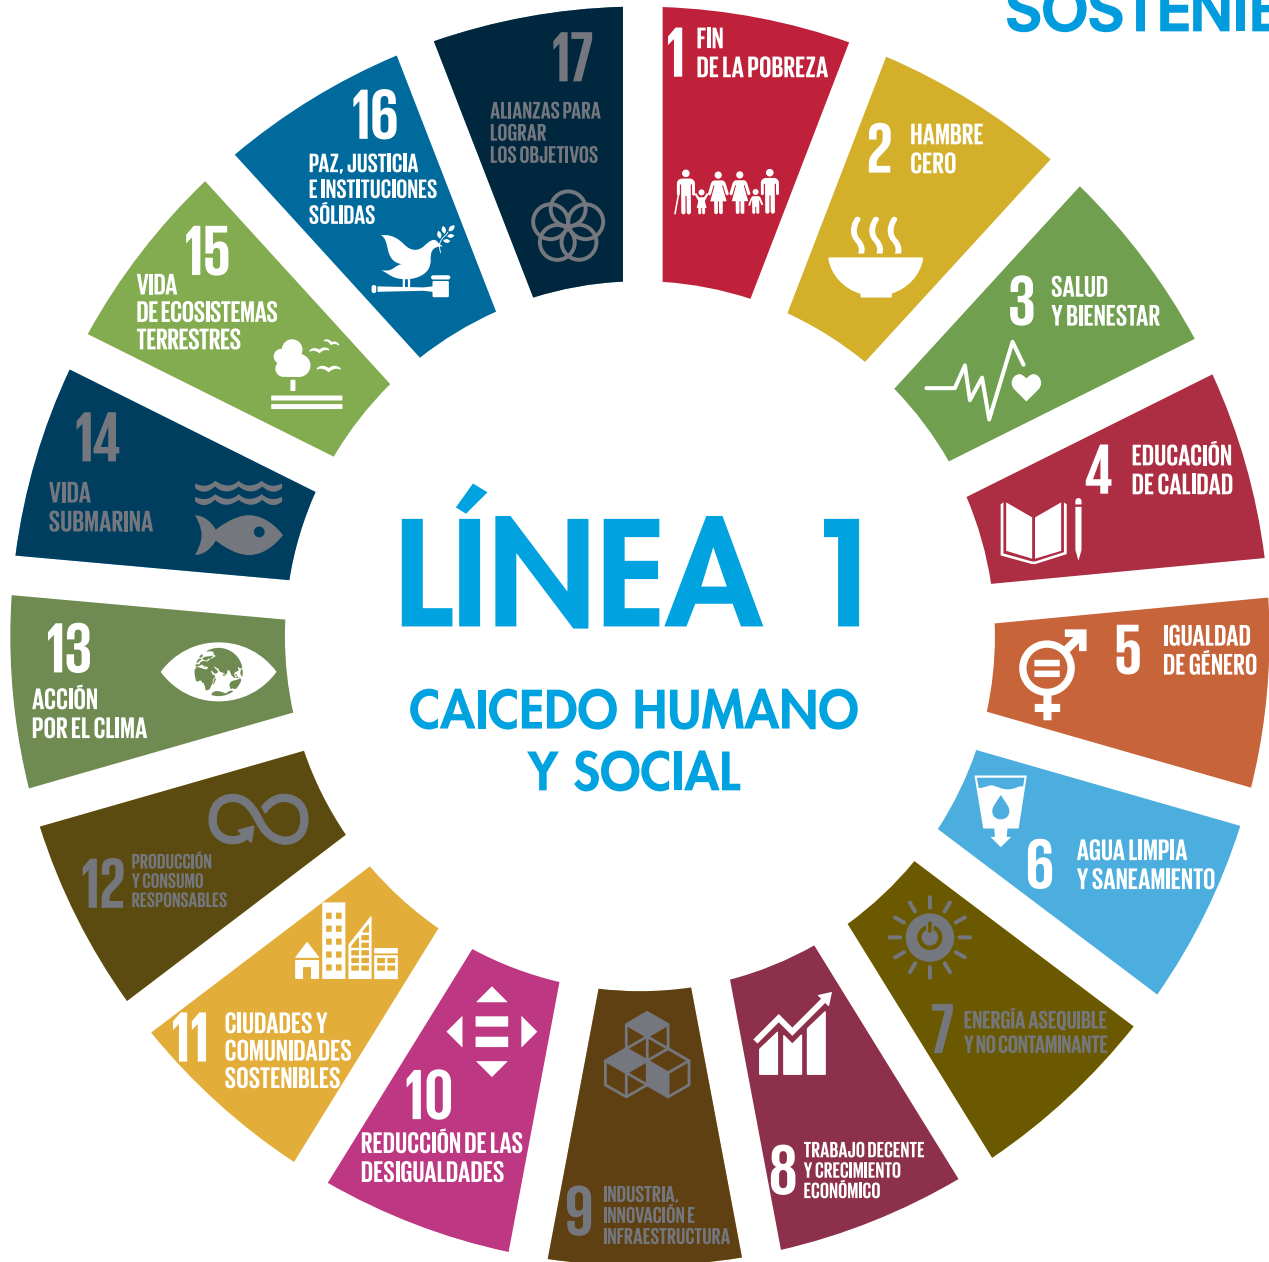 1 FIN
DE LA POBREZA
2 HAMBRE
CERO
3 SALUD
Y BIENESTAR
4 EDUCACIÓN
DE CALIDAD
5 IGUALDAD
DE GÉNERO
6 AGUA LIMPIA
Y SANEAMIENTO
7 ENERGÍA ASEQUIBLE
Y NO CONTAMINANTE
8 TRABAJO DECENTE
Y CRECIMIENTO
ECONÓMICO
9 INDUSTRIA,
INNOVACIÓN E
INFRAESTRUCTURA
10
REDUCCIÓN DE LAS
DESIGUALDADES
11 CIUDADES Y
COMUNIDADES
SOSTENIBLES
12 PRODUCCIÓN
Y CONSUMO
RESPONSABLES
13
ACCIÓN
POR EL CLIMA
14
VIDA
SUBMARINA
15
VIDA
DE ECOSISTEMAS
TERRESTRES
16
PAZ, JUSTICIA
E INSTITUCIONES
SÓLIDAS
17
ALIANZAS PARA
LOGRAR
LOS OBJETIVOS
LÍNEA 1
CAICEDO HUMANO
Y SOCIAL